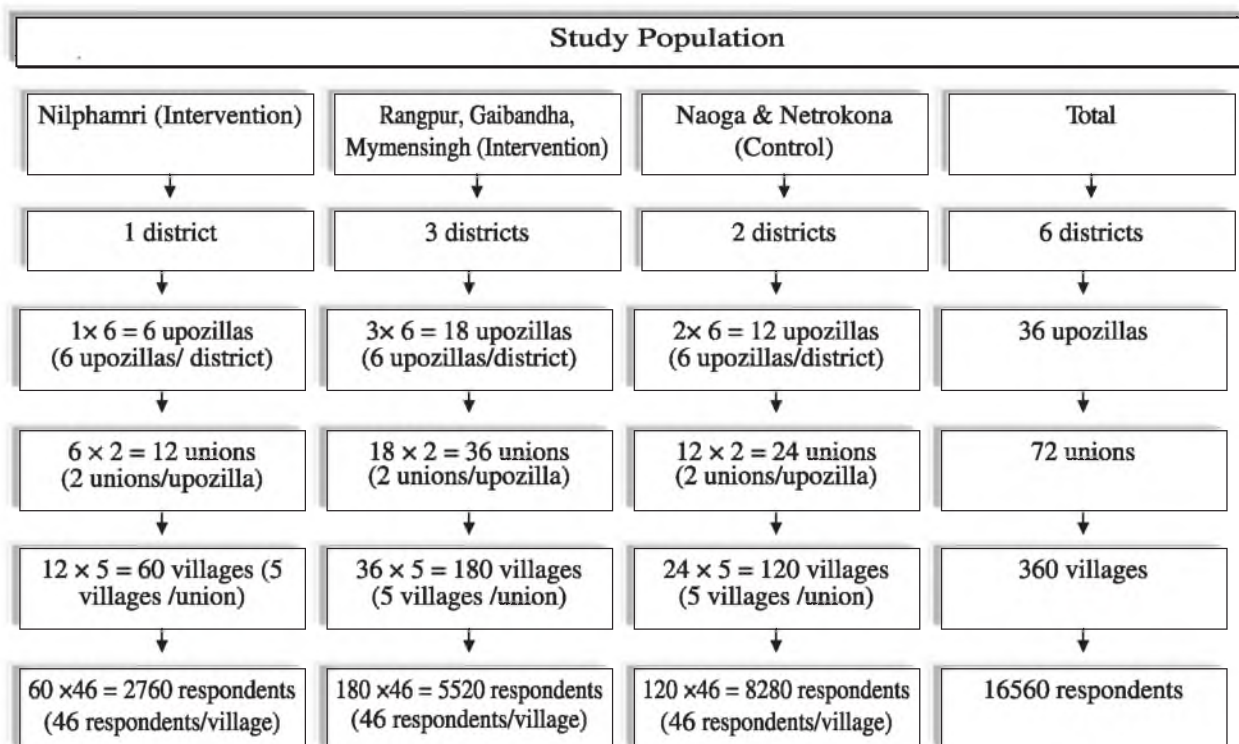 Study Population
Nilphamri (Intervention)
Rangpur, Gaibandha,
Mymensingh (Intervention)
Naoga & Netrokona
(Control)
Total
1 district
3 districts
2 districts
6 districts
1× 6 = 6 upozillas
(6 upozillas/ district)
3× 6 = 18 upozillas
(6 upozillas/district)
2× 6 = 12 upozillas
(6 upozillas/district)
36 upozillas
6 × 2 = 12 unions
(2 unions/upozilla)
18 × 2 = 36 unions
(2 unions/upozilla)
12 × 2 = 24 unions
(2 unions/upozilla)
72 unions
12 × 5 = 60 villages (5
villages /union)
36 × 5 = 180 villages
(5 villages /union)
24 × 5 = 120 villages
(5 villages /union)
360 villages
60 ×46 = 2760 respondents
(46 respondents/village)
180 ×46 = 5520 respondents
(46 respondents/village)
120 ×46 = 8280 respondents
(46 respondents/village)
16560 respondents